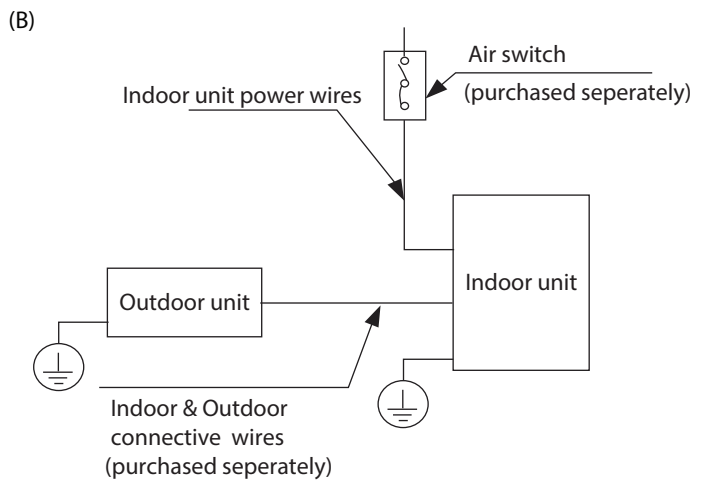 (B)
Air switch
(purchased seperately)
Indoor unit power wires
Indoor unit
Outdoor unit
Indoor & Outdoor
connective wires
(purchased seperately)